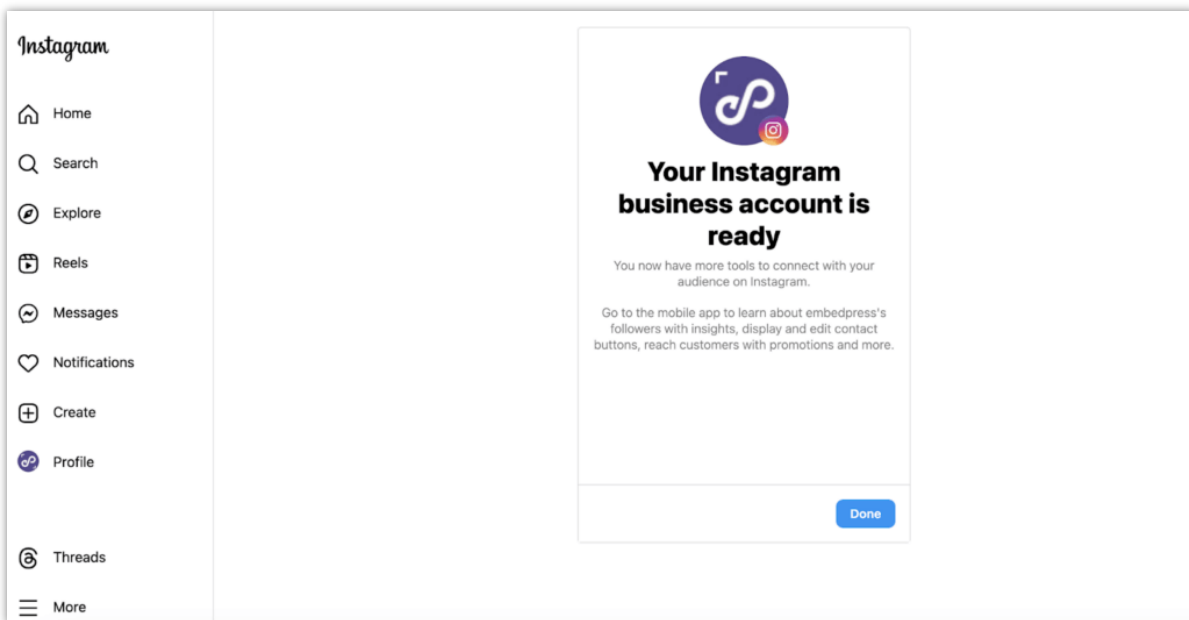 Instagram
Home
Search
Explore
Reels
Messages
Notifications
Create
Profile
Threads
More
Your Instagram
business account is
ready
You now have more tools to connect with your
audience on Instagram.
Go to the mobile app to learn about embedpress's
followers with insights, display and edit contact
buttons, reach customers with promotions and more.
Done